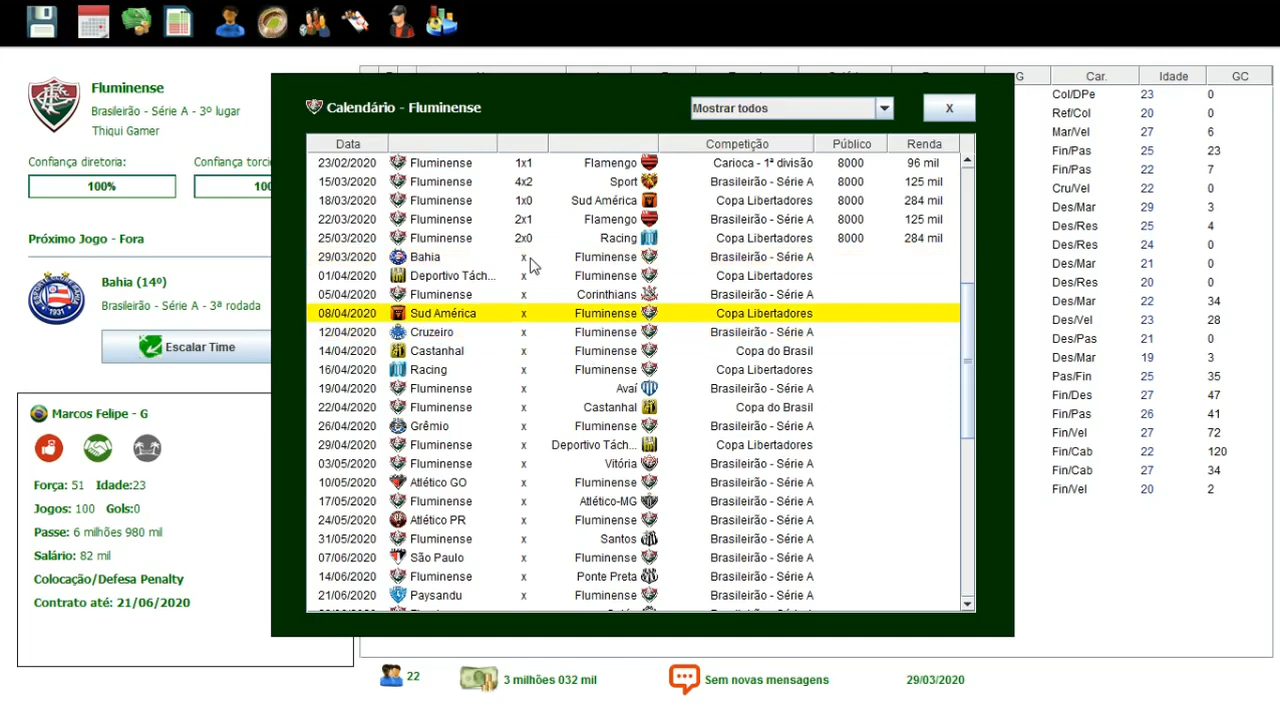 Fluminense
Brasileirão - Série A - 3º lugar
Thiqui Gamer
Confiança diretoria:
Confiança torci
100%
100
Próximo Jogo - Fora
Bahia (14º)
Brasileirão - Série A - 3ª rodada
Escalar Time
Marcos Felipe - G
Força: 51 Idade:23
Jogos: 100 Gols:0
Passe: 6 milhões 980 mil
Salário: 82 mil
Colocação/Defesa Penalty
Contrato até: 21/06/2020
Calendário - Fluminense
Mostrar todos
X
Data Competição Público Renda
23/02/2020 Fluminense 1x1 Flamengo Carioca - 1ª divisão 8000 96 mil
15/03/2020 Fluminense 4x2 Sport Brasileirão - Série A 8000 125 mil
18/03/2020 Fluminense 1x0 Sud América Copa Libertadores 8000 284 mil
22/03/2020 Fluminense 2x1 Flamengo Brasileirão - Série A 8000 125 mil
25/03/2020 Fluminense 2x0 Racing Copa Libertadores 8000 284 mil
29/03/2020 Bahia x Fluminense Brasileirão - Série A
01/04/2020 Deportivo Tách... x Fluminense Copa Libertadores
05/04/2020 Fluminense x Corinthians Brasileirão - Série A
08/04/2020 Sud América x Fluminense Copa Libertadores
12/04/2020 Cruzeiro x Fluminense Brasileirão - Série A
14/04/2020 Castanhal x Fluminense Copa do Brasil
16/04/2020 Racing x Fluminense Copa Libertadores
19/04/2020 Fluminense x Avaí Brasileirão - Série A
22/04/2020 Fluminense x Castanhal Copa do Brasil
26/04/2020 Grêmio x Fluminense Brasileirão - Série A
29/04/2020 Fluminense x Deportivo Tách... Copa Libertadores
03/05/2020 Fluminense x Vitória Brasileirão - Série A
10/05/2020 Atlético GO x Fluminense Brasileirão - Série A
17/05/2020 Fluminense x Atlético-MG Brasileirão - Série A
24/05/2020 Atlético PR x Fluminense Brasileirão - Série A
31/05/2020 Fluminense x Santos Brasileirão - Série A
07/06/2020 São Paulo x Fluminense Brasileirão - Série A
14/06/2020 Fluminense x Ponte Preta Brasileirão - Série A
21/06/2020 Paysandu x Fluminense Brasileirão - Série A
G Car. Idade GC
Col/DPe 23 0
Ref/Col 20 0
Mar/Vel 27 6
Fin/Pas 25 23
Fin/Pas 22 7
Cru/Vel 22 0
Des/Mar 29 3
Des/Res 25 4
Des/Res 24 0
Des/Mar 21 0
Des/Res 20 0
Des/Mar 22 34
Des/Vel 23 28
Des/Pas 21 0
Des/Mar 19 3
Pas/Fin 25 35
Fin/Des 27 47
Fin/Pas 26 41
Fin/Vel 27 72
Fin/Cab 22 120
Fin/Cab 27 34
Fin/Vel 20 2
22
3 milhões 032 mil
Sem novas mensagens
29/03/2020